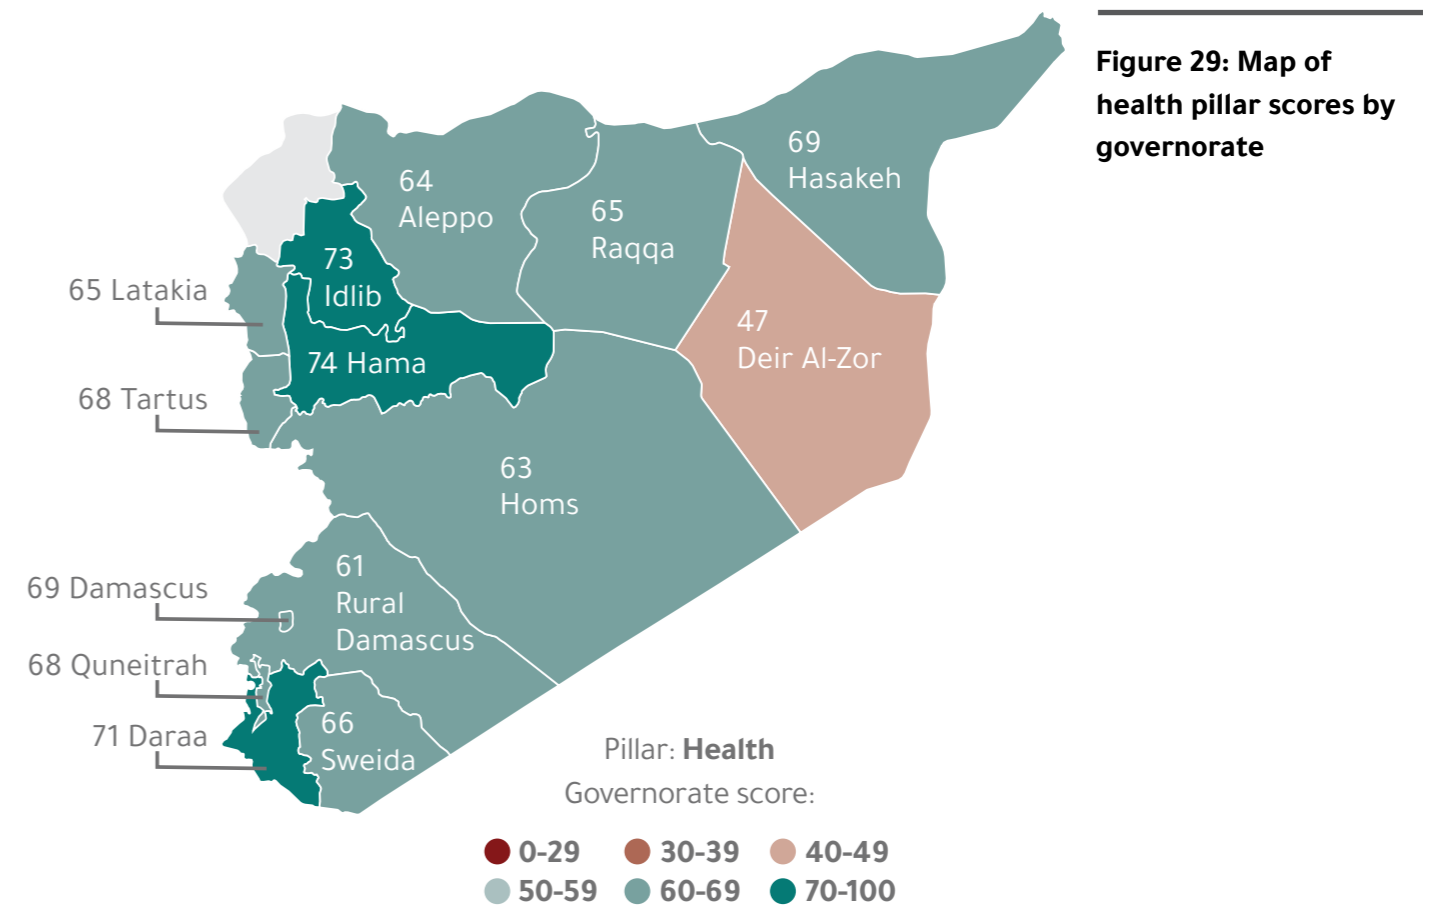 Figure 29: Map of
health pillar scores by
governorate
69
Hasakeh
64
Aleppo
65
Raqqa
73
Idlib
65 Latakia
47
Deir Al-Zor
74 Hama
68 Tartus
63
Homs
61
Rural
Damascus
69 Damascus
68 Quneitrah
71 Daraa
66
Sweida
Pillar: Health
Governorate score:
0-29
30-39
40-49
50-59
60-69
70-100